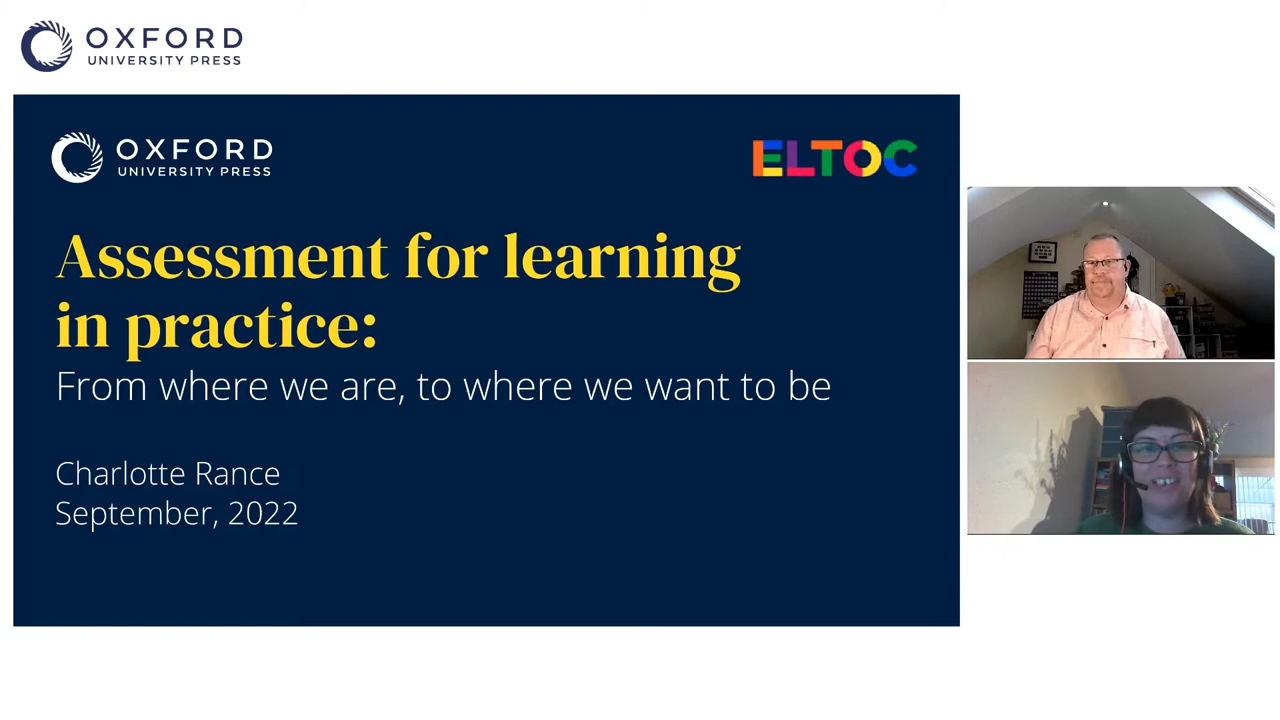 OXFORD
UNIVERSITY PRESS
OXFORD
UNIVERSITY PRESS
ELTOC
Assessment for learning
in practice:
From where we are, to where we want to be
Charlotte Rance
September, 2022